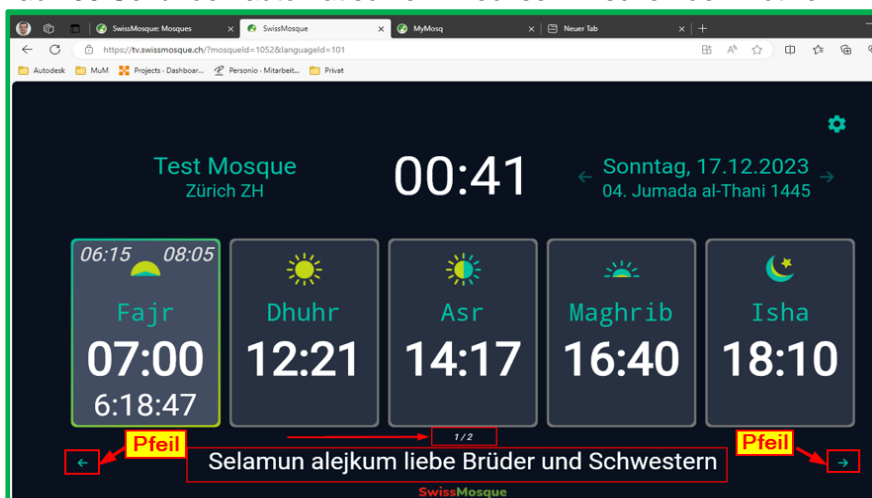 SwissMosque: Mosques
SwissMosque
MyMosq
Neuer Tab
https://tv.swissmosque.ch/?mosqueId=1052&languageId=101
Autodesk
MuM
Projects - Dashboar...
Personio - Mitarbeit...
Privat
Test Mosque
Zürich ZH
00:41
← Sonntag, 17.12.2023 →
04. Jumada al-Thani 1445
06:15 08:05
Fajr
07:00
6:18:47
Dhuhr
12:21
Asr
14:17
Maghrib
16:40
Isha
18:10
1/2
Pfeil
Pfeil
← Selamun alejkum liebe Brüder und Schwestern →
SwissMosque